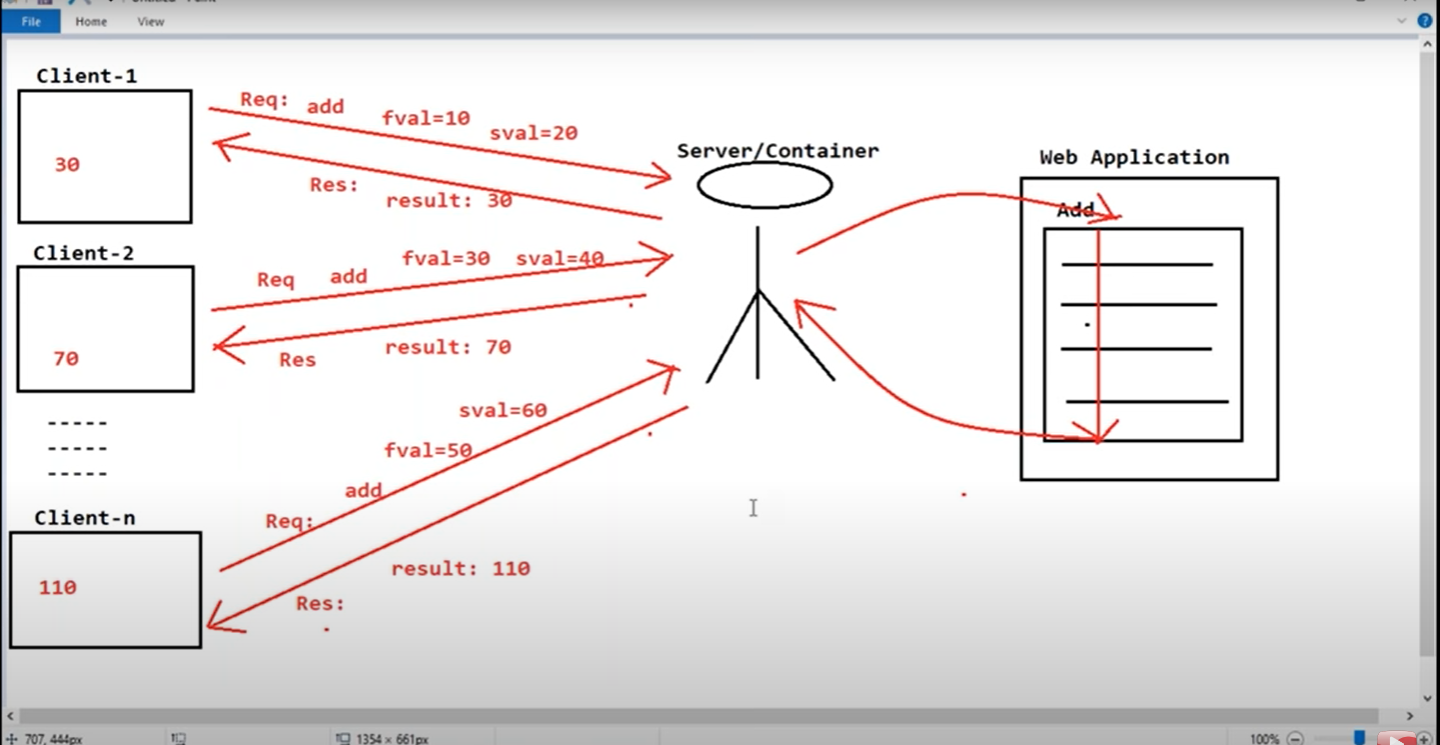 File Home View
Client-1
30
Req: add fval=10 sval=20
Res: result: 30
Server/Container
Web Application
Add
Client-2
70
Req add fval=30 sval=40
Res result: 70
-----
-----
-----
Client-n
110
Req: add fval=50 sval=60
Res: result: 110
707, 444px 1354 × 661px 100%